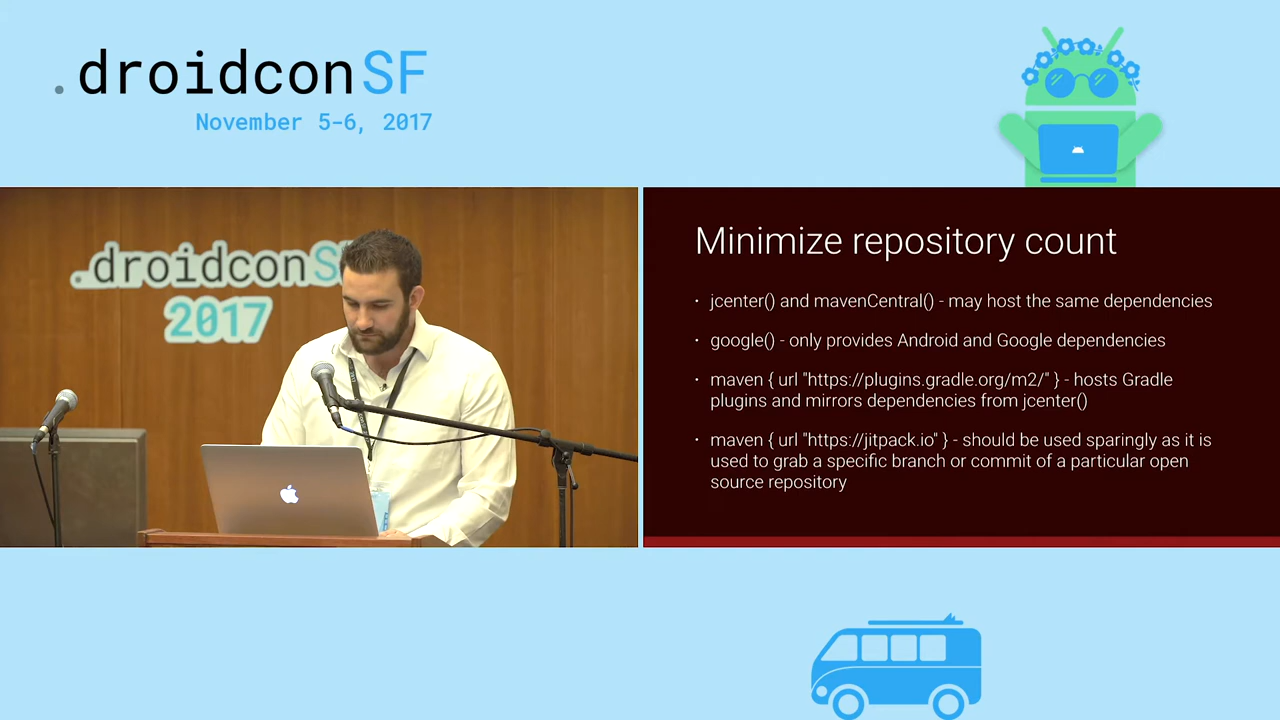 .droidconSF
November 5-6, 2017
.droidconS
2017
Minimize repository count
• jcenter() and mavenCentral() - may host the same dependencies
• google() - only provides Android and Google dependencies
• maven { url "https://plugins.gradle.org/m2/" } - hosts Gradle
plugins and mirrors dependencies from jcenter()
• maven { url "https://jitpack.io" } - should be used sparingly as it is
used to grab a specific branch or commit of a particular open
source repository